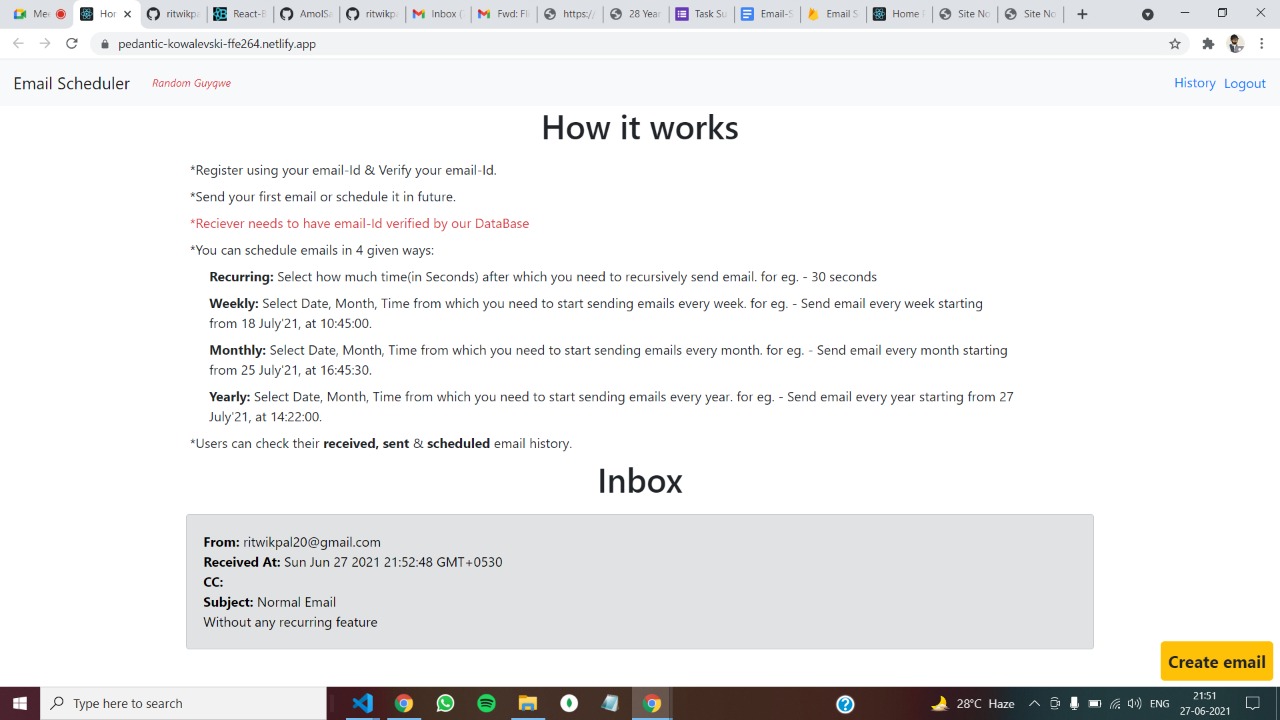 Mee
Hor
ritwikp
React-B
AmolSa
ritwikp
Inbox (
Fwd: F
https:/
28 Year
Task Su
Email-S
Email S
Home P
Site No
Site No
pedantic-kowalevski-ffe264.netlify.app
Email Scheduler Random Guyqwe History Logout
How it works
*Register using your email-Id & Verify your email-Id.
*Send your first email or schedule it in future.
*Reciever needs to have email-Id verified by our DataBase
*You can schedule emails in 4 given ways:
Recurring: Select how much time(in Seconds) after which you need to recursively send email. for eg. - 30 seconds
Weekly: Select Date, Month, Time from which you need to start sending emails every week. for eg. - Send email every week starting
from 18 July'21, at 10:45:00.
Monthly: Select Date, Month, Time from which you need to start sending emails every month. for eg. - Send email every month starting
from 25 July'21, at 16:45:30.
Yearly: Select Date, Month, Time from which you need to start sending emails every year. for eg. - Send email every year starting from 27
July'21, at 14:22:00.
*Users can check their received, sent & scheduled email history.
Inbox
From: ritwikpal20@gmail.com
Received At: Sun Jun 27 2021 21:52:48 GMT+0530
CC:
Subject: Normal Email
Without any recurring feature
Create email
Type here to search
28°C Haze
ENG
21:51
27-06-2021